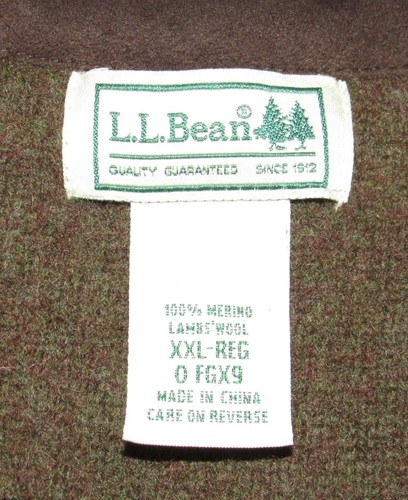 L.L.Bean®
QUALITY GUARANTEED SINCE 1912
100% MERINO
LAMBS' WOOL
XXL-REG
0 FGX9
MADE IN CHINA
CARE ON REVERSE